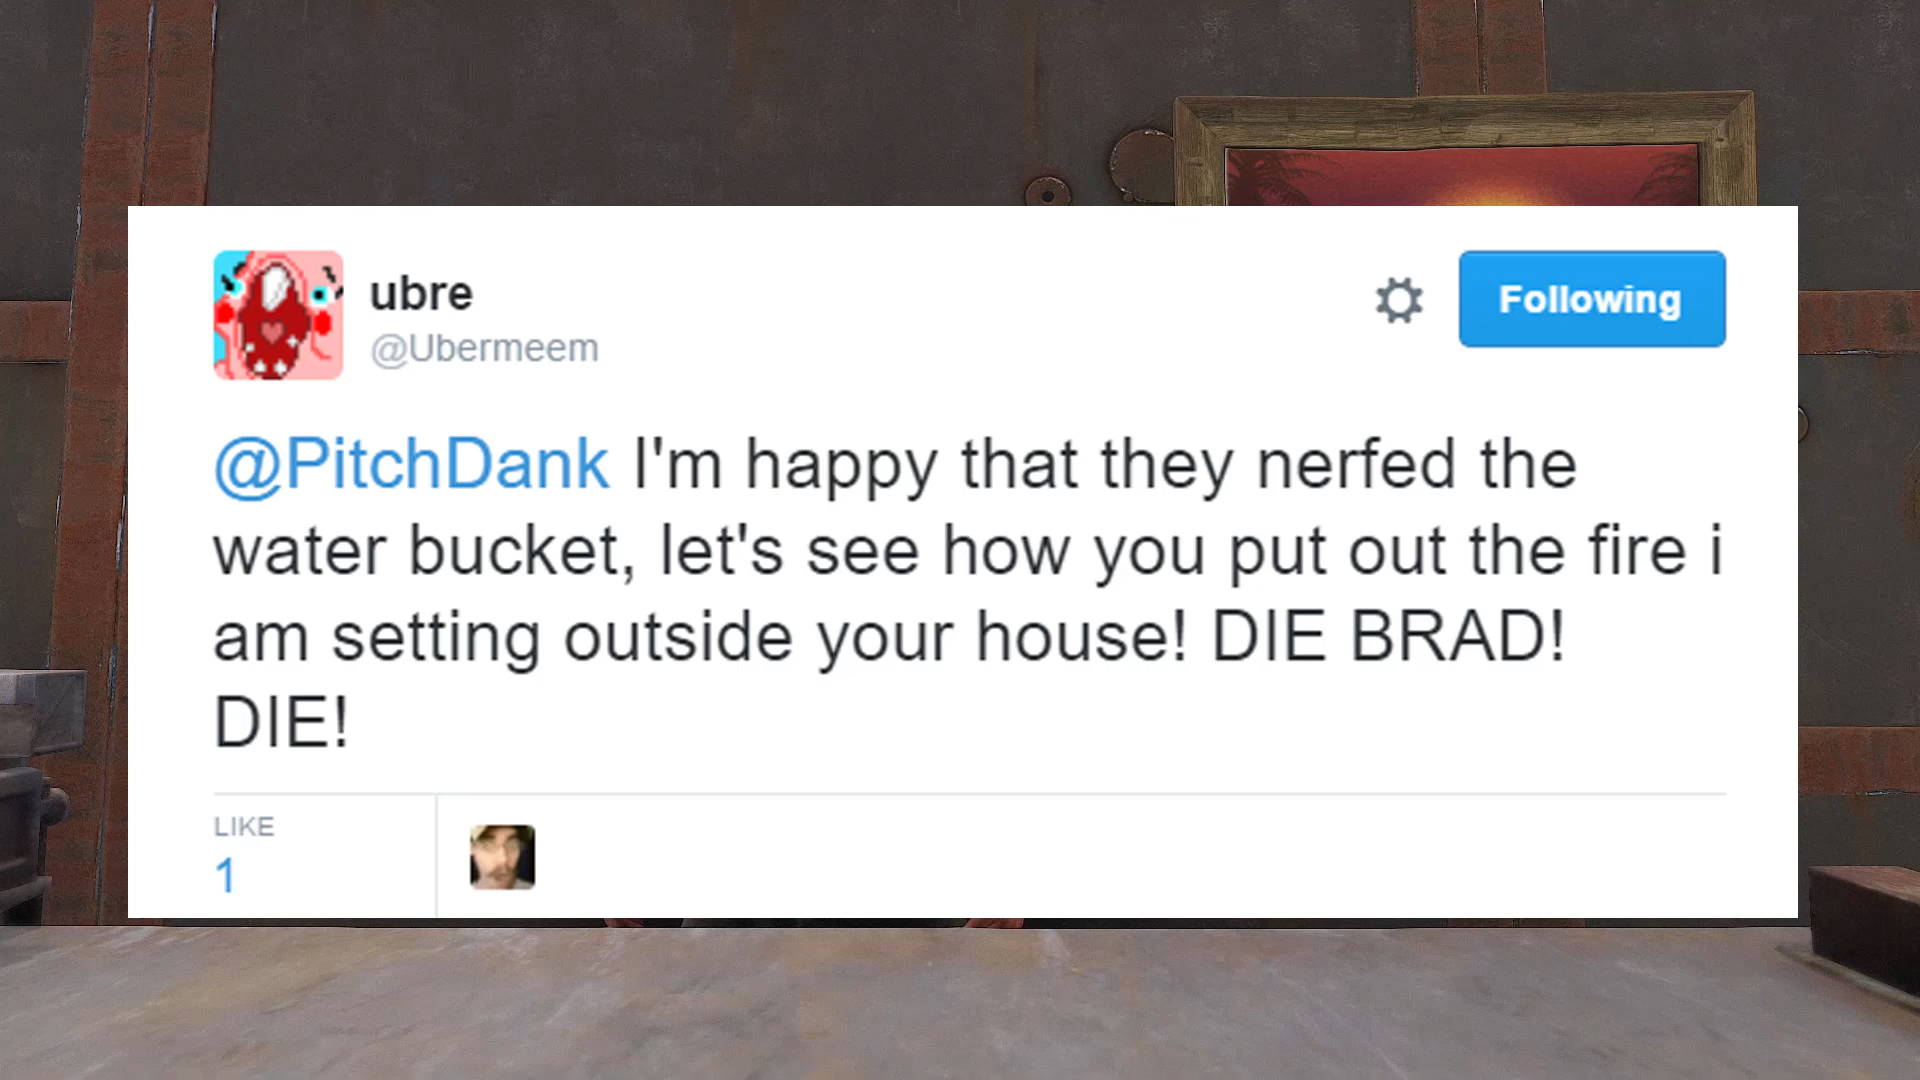 ubre
@Ubermeem
Following
@PitchDank I'm happy that they nerfed the
water bucket, let's see how you put out the fire i
am setting outside your house! DIE BRAD!
DIE!
LIKE
1